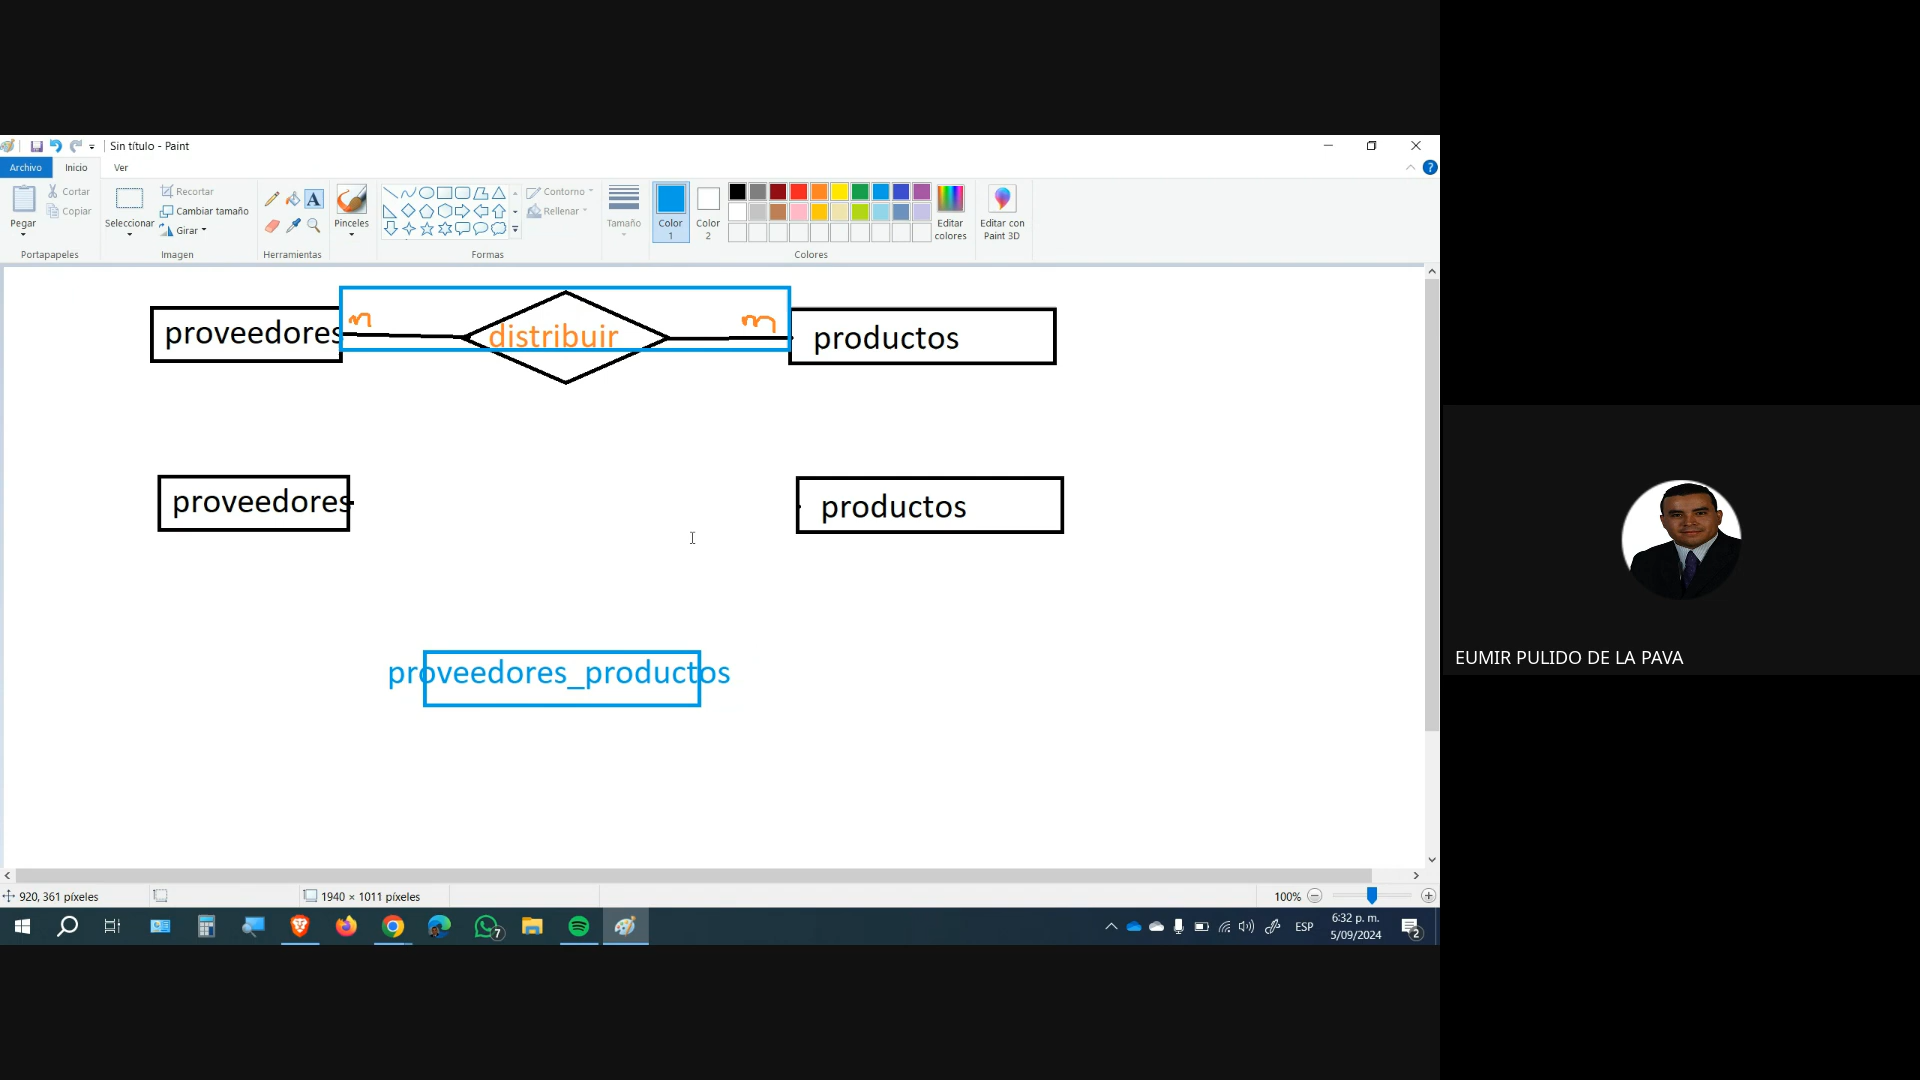 Sin título - Paint
Archivo Inicio Ver
Pegar
Cortar
Copiar
Portapapeles
Seleccionar
Recortar
Cambiar tamaño
Girar
Imagen
A
Herramientas
Pinceles
Formas
Contorno
Rellenar
Tamaño
Color 1
Color 2
Editar colores
Colores
Editar con Paint 3D
proveedores n distribuir m productos
proveedores productos
proveedores_productos
920, 361 píxeles
1940 × 1011 píxeles
100%
7
ESP
6:32 p. m.
5/09/2024
2
EUMIR PULIDO DE LA PAVA